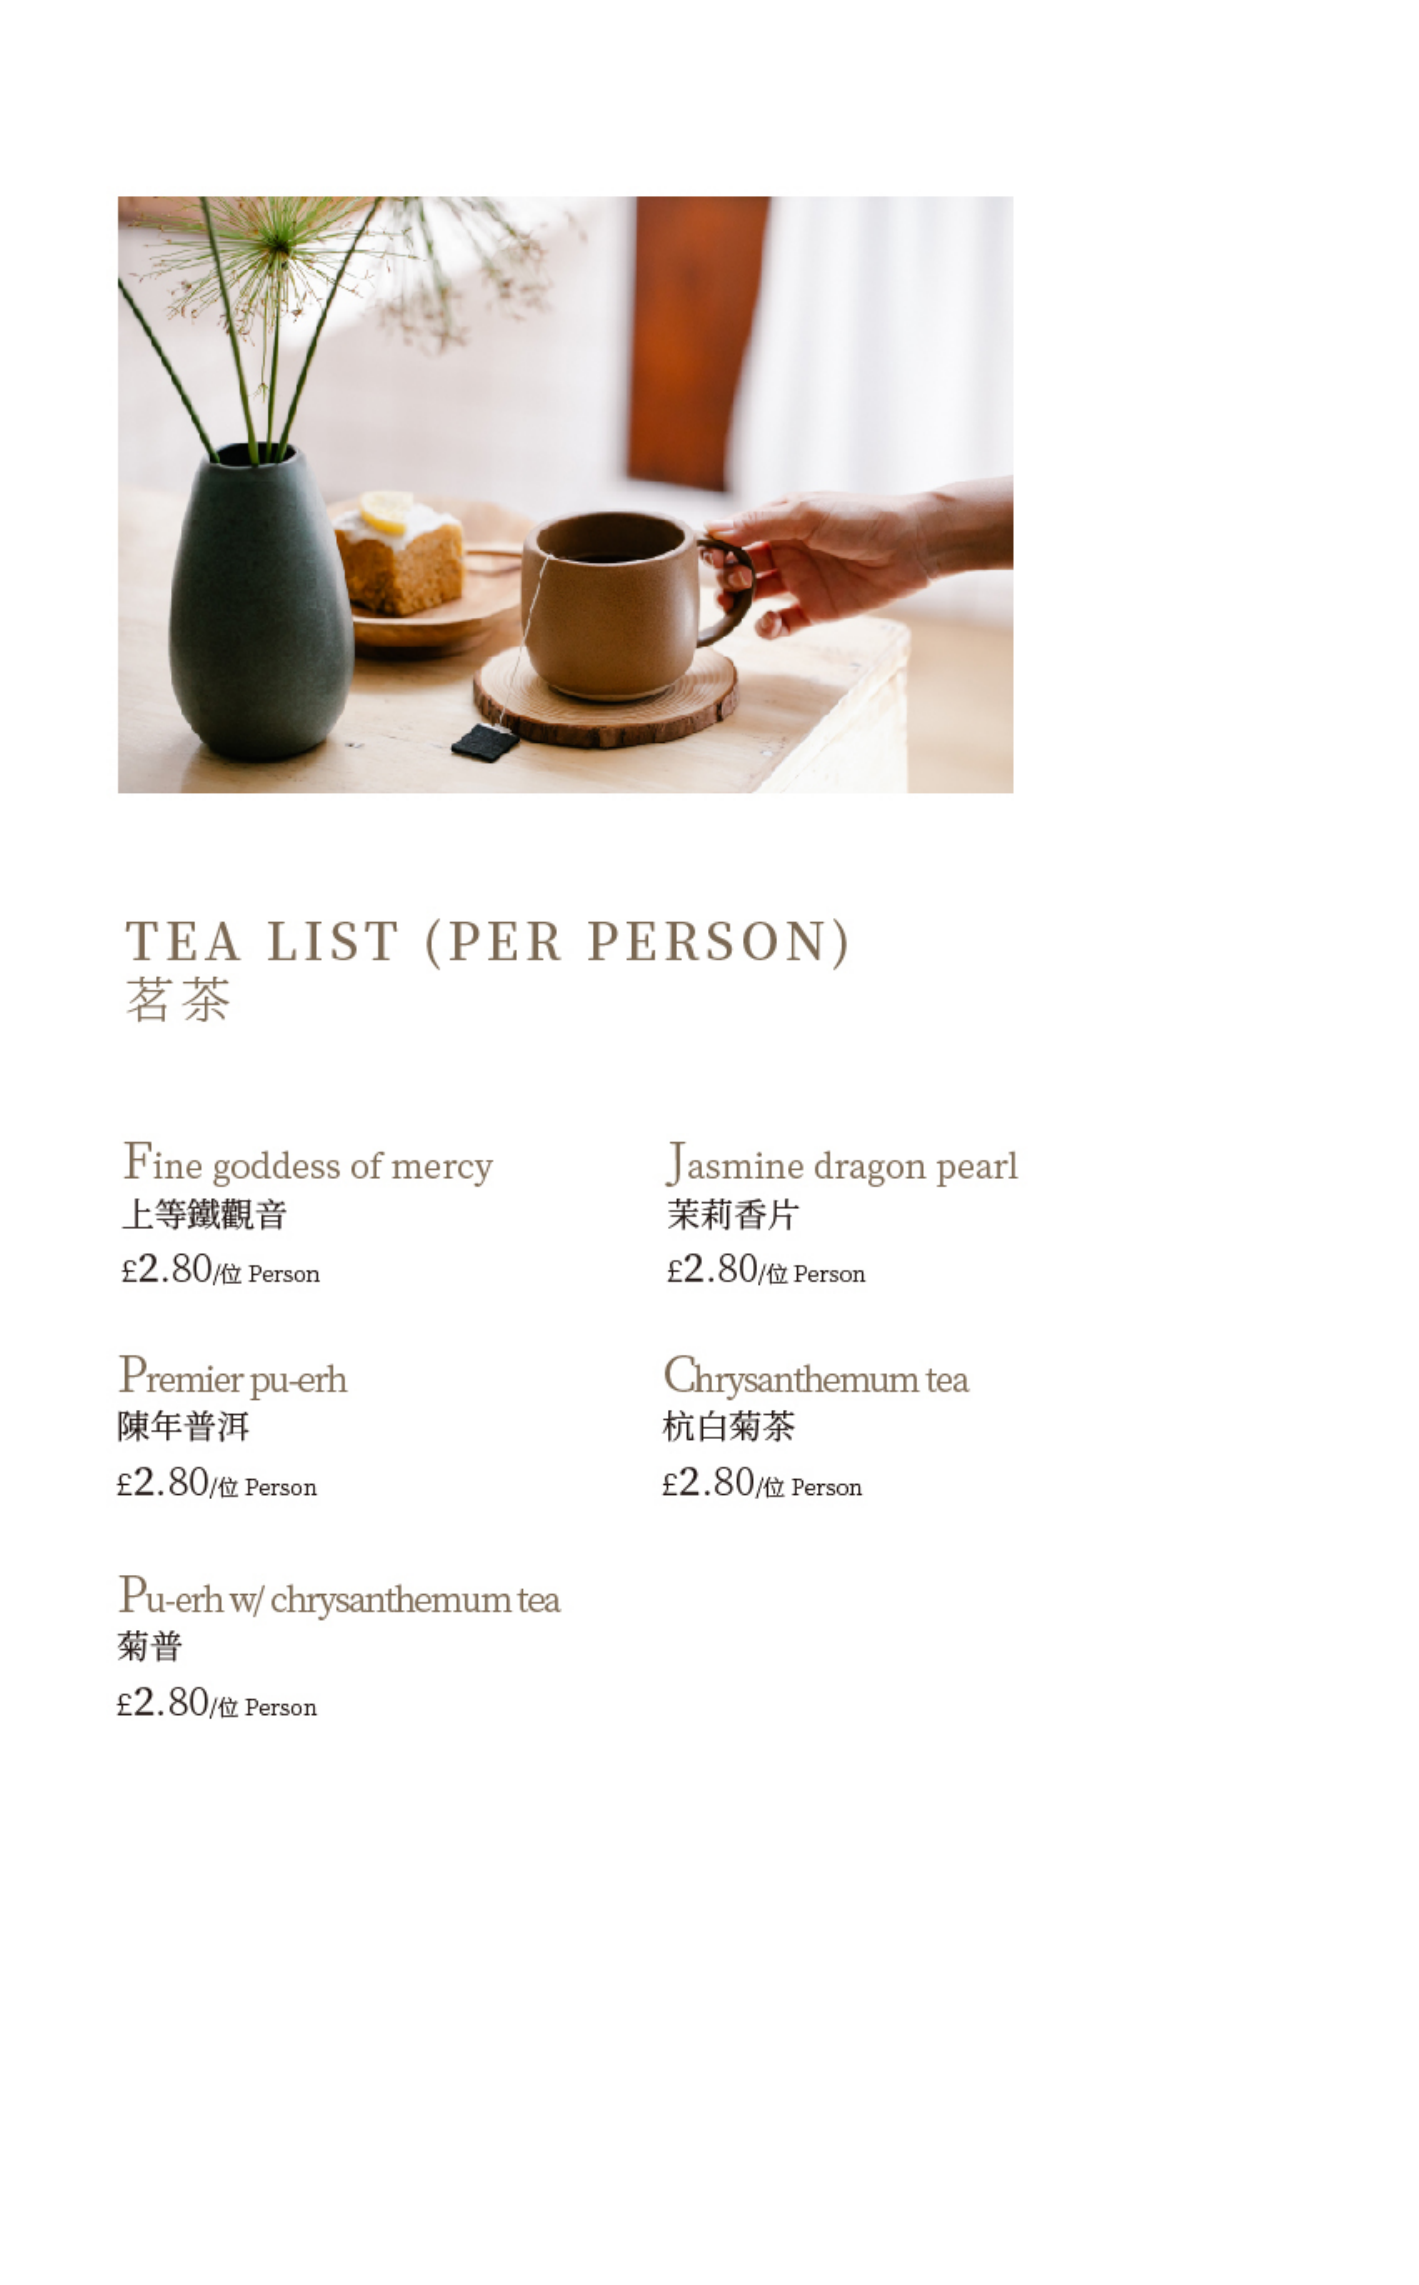 TEA LIST (PER PERSON)
茗茶
Fine goddess of mercy
上等鐵觀音
£2.80/位 Person
Jasmine dragon pearl
茉莉香片
£2.80/位 Person
Premier pu-erh
陳年普洱
£2.80/位 Person
Chrysanthemum tea
杭白菊茶
£2.80/位 Person
Pu-erh w/ chrysanthemum tea
菊普
£2.80/位 Person